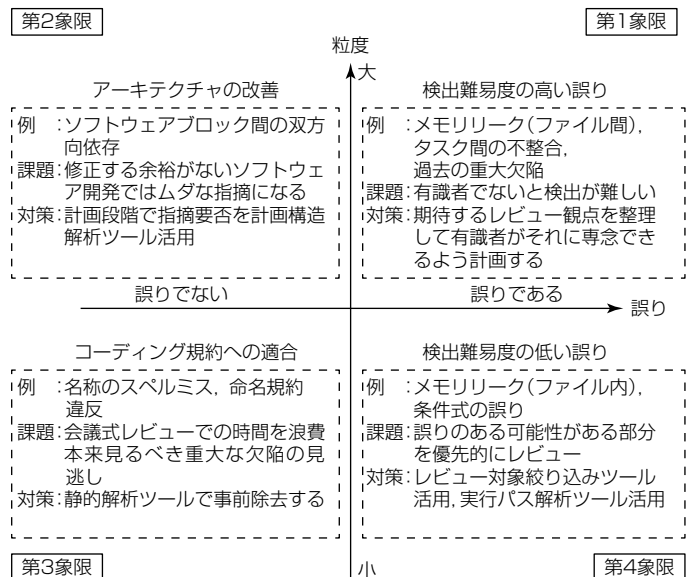 第2象限
第1象限
粒度
大
アーキテクチャの改善
例　：ソフトウェアブロック間の双方
向依存
課題：修正する余裕がないソフトウェ
ア開発ではムダな指摘になる
対策：計画段階で指摘要否を計画構造
解析ツール活用
検出難易度の高い誤り
例　：メモリリーク（ファイル間），
タスク間の不整合，
過去の重大欠陥
課題：有識者でないと検出が難しい
対策：期待するレビュー観点を整理
して有識者がそれに専念でき
るよう計画する
誤りでない
誤りである
誤り
コーディング規約への適合
例　：名称のスペルミス，命名規約
違反
課題：会議式レビューでの時間を浪費
本来見るべき重大な欠陥の見
逃し
対策：静的解析ツールで事前除去する
検出難易度の低い誤り
例　：メモリリーク（ファイル内），
条件式の誤り
課題：誤りのある可能性がある部分
を優先的にレビュー
対策：レビュー対象絞り込みツール
活用，実行パス解析ツール活用
第3象限
小
第4象限